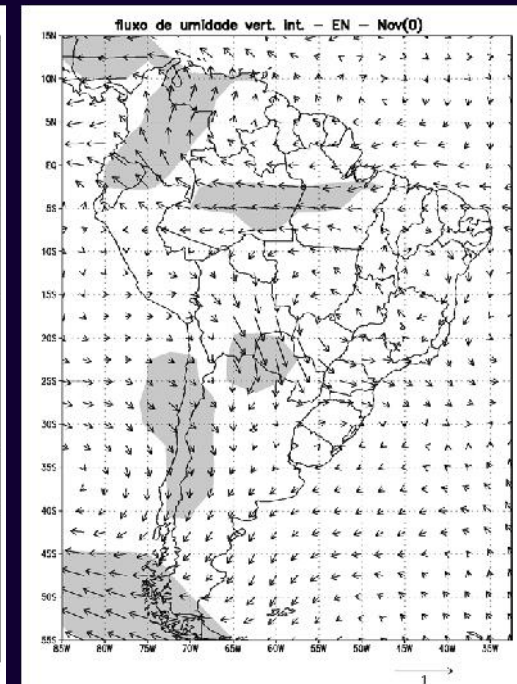 fluxo de umidade vert. int. – EN – Nov(0)
15N
10N
5N
EQ
5S
10S
15S
20S
25S
30S
35S
40S
45S
50S
55S
85W 80W 75W 70W 65W 60W 55W 50W 45W 40W 35W
1